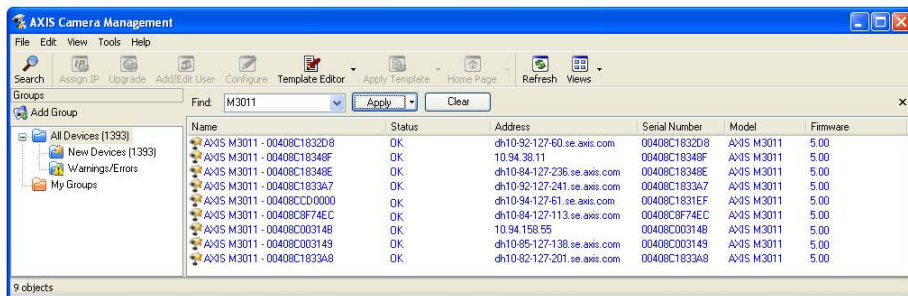 AXIS Camera Management
File Edit View Tools Help
Search Assign IP Upgrade Add/Edit User Configure Template Editor Apply Template Home Page Refresh Views
Groups
Add Group
Find: M3011 Apply Clear
All Devices (1393)
New Devices (1393)
Warnings/Errors
My Groups
Name Status Address Serial Number Model Firmware
AXIS M3011 - 00408C1832D8 OK dh10-92-127-60.se.axis.com 00408C1832D8 AXIS M3011 5.00
AXIS M3011 - 00408C18348F OK 10.94.38.11 00408C18348F AXIS M3011 5.00
AXIS M3011 - 00408C18348E OK dh10-84-127-236.se.axis.com 00408C18348E AXIS M3011 5.00
AXIS M3011 - 00408C1833A7 OK dh10-92-127-241.se.axis.com 00408C1833A7 AXIS M3011 5.00
AXIS M3011 - 00408CCD0000 OK dh10-94-127-61.se.axis.com 00408C1831EF AXIS M3011 5.00
AXIS M3011 - 00408C8F74EC OK dh10-84-127-113.se.axis.com 00408C8F74EC AXIS M3011 5.00
AXIS M3011 - 00408C00314B OK 10.94.158.55 00408C00314B AXIS M3011 5.00
AXIS M3011 - 00408C003149 OK dh10-85-127-138.se.axis.com 00408C003149 AXIS M3011 5.00
AXIS M3011 - 00408C1833A8 OK dh10-82-127-201.se.axis.com 00408C1833A8 AXIS M3011 5.00
9 objects